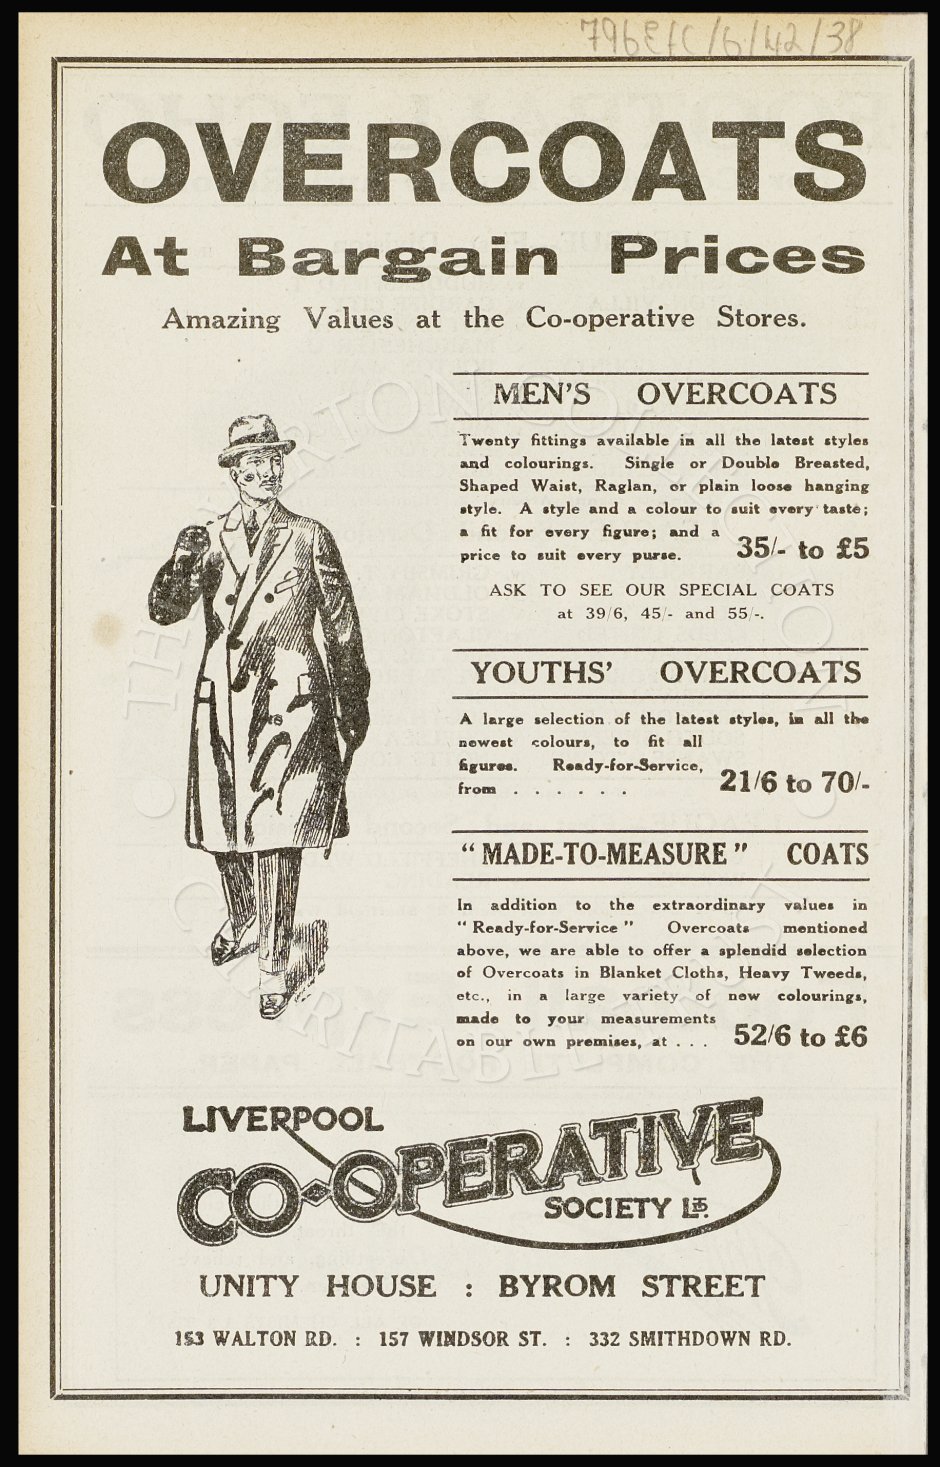 796E/C/6/42/38
OVERCOATS
At Bargain Prices
Amazing Values at the Co-operative Stores.
MEN'S OVERCOATS
Twenty fittings available in all the latest styles
and colourings. Single or Double Breasted,
Shaped Waist, Raglan, or plain loose hanging
style. A style and a colour to suit every taste;
a fit for every figure; and a
price to suit every purse. 35/- to £5
ASK TO SEE OUR SPECIAL COATS
at 39/6, 45/- and 55/-.
YOUTHS' OVERCOATS
A large selection of the latest styles, in all the
newest colours, to fit all
figures. Ready-for-Service,
from . . . . . . 21/6 to 70/-
"MADE-TO-MEASURE" COATS
In addition to the extraordinary values in
"Ready-for-Service" Overcoats mentioned
above, we are able to offer a splendid selection
of Overcoats in Blanket Cloths, Heavy Tweeds,
etc., in a large variety of new colourings,
made to your measurements
on our own premises, at . . . 52/6 to £6
LIVERPOOL
CO-OPERATIVE
SOCIETY LTD.
UNITY HOUSE : BYROM STREET
153 WALTON RD. : 157 WINDSOR ST. : 332 SMITHDOWN RD.
THE EVERTON COLLECTION
CHARITABLE TRUST